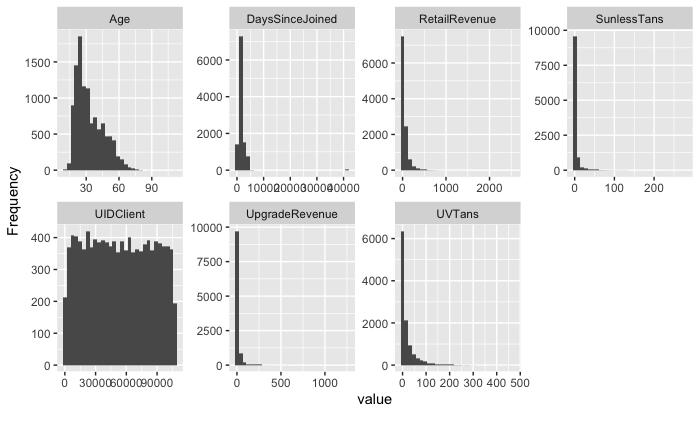 Age DaysSinceJoined RetailRevenue SunlessTans
1500
1000
500
0
30 60 90
6000
4000
2000
0
0 10000 20000 30000 40000
6000
4000
2000
0
0 1000 2000
10000
7500
5000
2500
0
0 100 200
Frequency
UIDClient UpgradeRevenue UVTans
400
300
200
100
0
0 30000 60000 90000
10000
7500
5000
2500
0
0 500 1000
6000
4000
2000
0
0 100 200 300 400 500
value